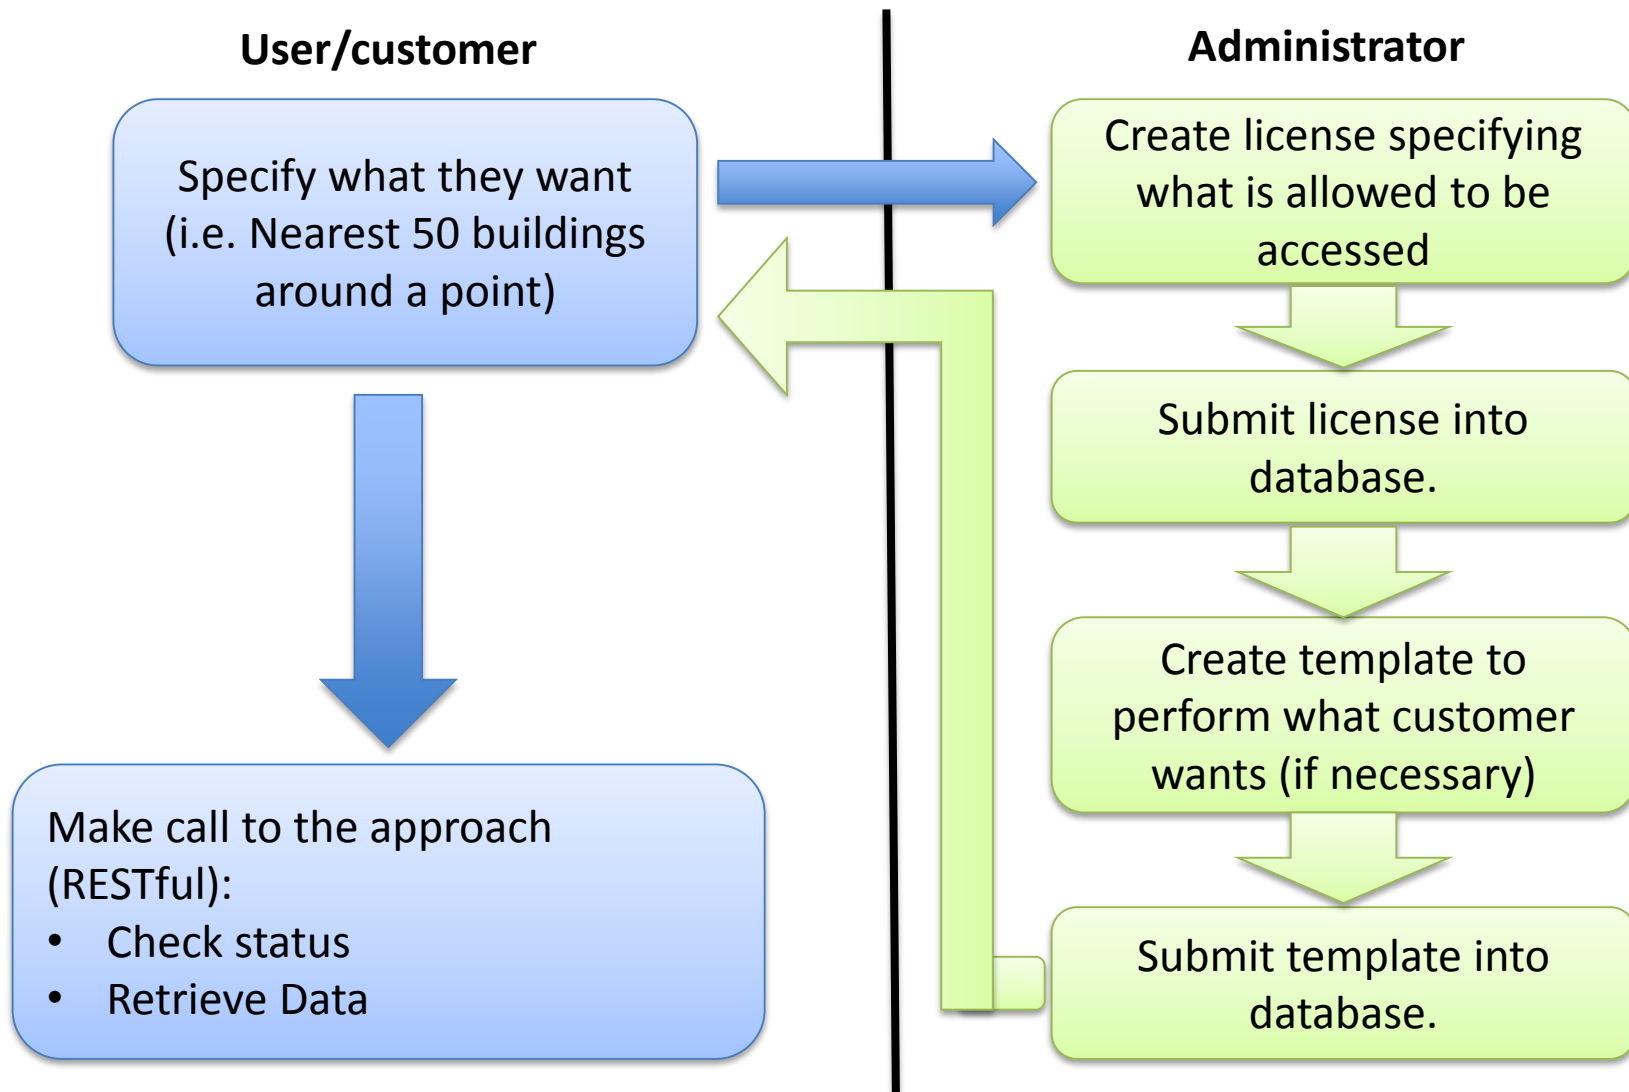 User/customer
Specify what they want
(i.e. Nearest 50 buildings
around a point)
Make call to the approach
(RESTful):
• Check status
• Retrieve Data
Administrator
Create license specifying
what is allowed to be
accessed
Submit license into
database.
Create template to
perform what customer
wants (if necessary)
Submit template into
database.